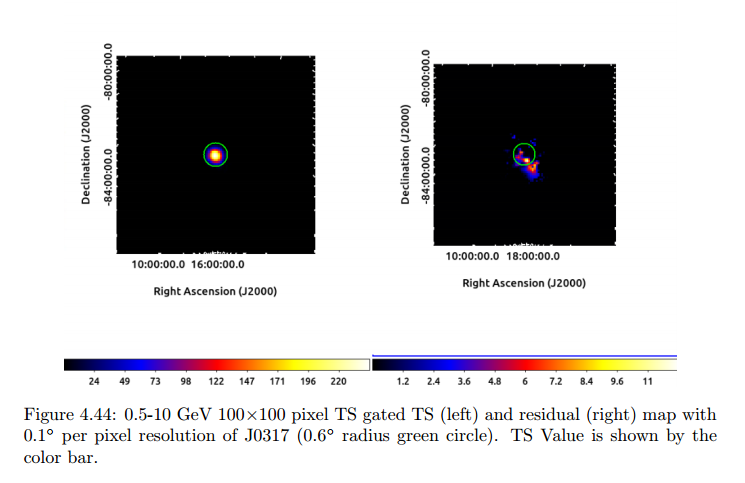 -80:00:00.0
-84:00:00.0
Declination (J2000)
10:00:00.0 16:00:00.0
Right Ascension (J2000)
-80:00:00.0
-84:00:00.0
Declination (J2000)
10:00:00.0 18:00:00.0
Right Ascension (J2000)
24 49 73 98 122 147 171 196 220
1.2 2.4 3.6 4.8 6 7.2 8.4 9.6 11
Figure 4.44: 0.5-10 GeV 100×100 pixel TS gated TS (left) and residual (right) map with
0.1° per pixel resolution of J0317 (0.6° radius green circle). TS Value is shown by the
color bar.